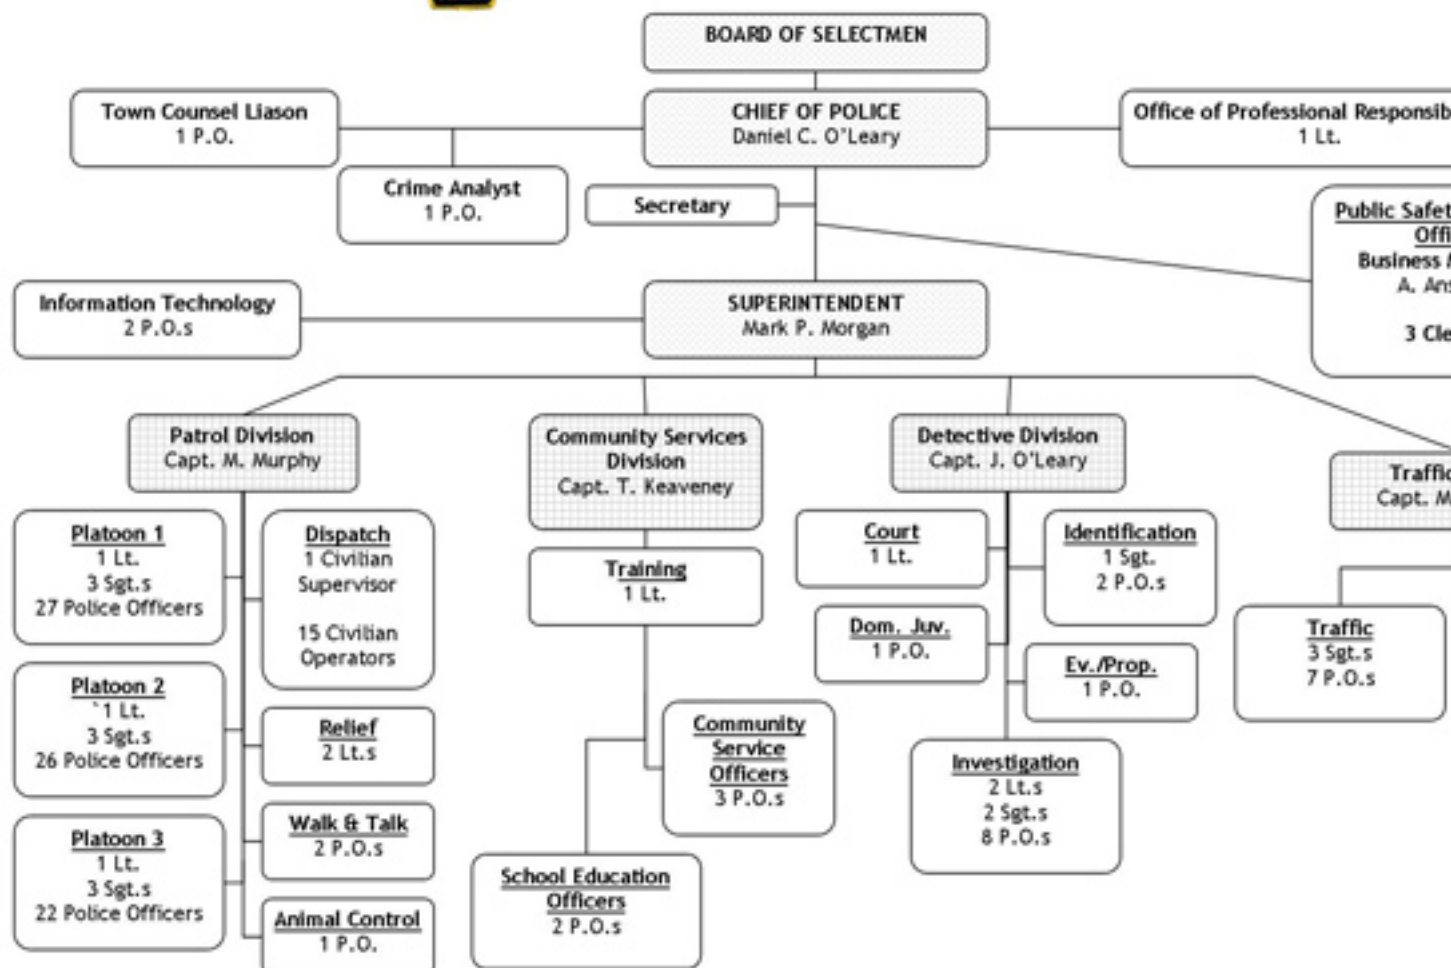 BOARD OF SELECTMEN
Town Counsel Liason
1 P.O.
CHIEF OF POLICE
Daniel C. O'Leary
Office of Professional
1 Lt.
Crime Analyst
1 P.O.
Secretary
Public
Business
A.
3
Information Technology
2 P.O.s
SUPERINTENDENT
Mark P. Morgan
Patrol Division
Capt. M. Murphy
Community Services
Division
Capt. T. Keaveney
Detective Division
Capt. J. O'Leary
Traffic
Capt. M
Platoon 1
1 Lt.
3 Sgt.s
27 Police Officers
Dispatch
1 Civilian
Supervisor
15 Civilian
Operators
Training
1 Lt.
Court
1 Lt.
Identification
1 Sgt.
2 P.O.s
Dom. Juv.
1 P.O.
Ev./Prop.
1 P.O.
Traffic
3 Sgt.s
7 P.O.s
Platoon 2
`1 Lt.
3 Sgt.s
26 Police Officers
Relief
2 Lt.s
Community
Service
Officers
3 P.O.s
Investigation
2 Lt.s
2 Sgt.s
8 P.O.s
Platoon 3
1 Lt.
3 Sgt.s
22 Police Officers
Walk & Talk
2 P.O.s
School Education
Officers
2 P.O.s
Animal Control
1 P.O.